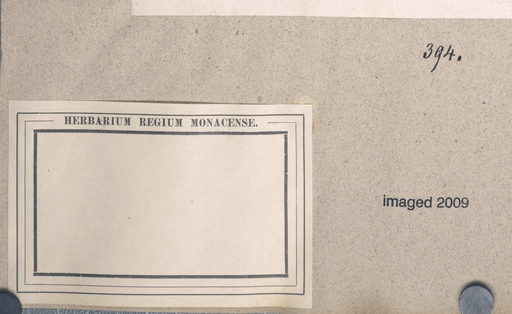 394.
HERBARIUM REGIUM MONACENSE.
imaged 2009